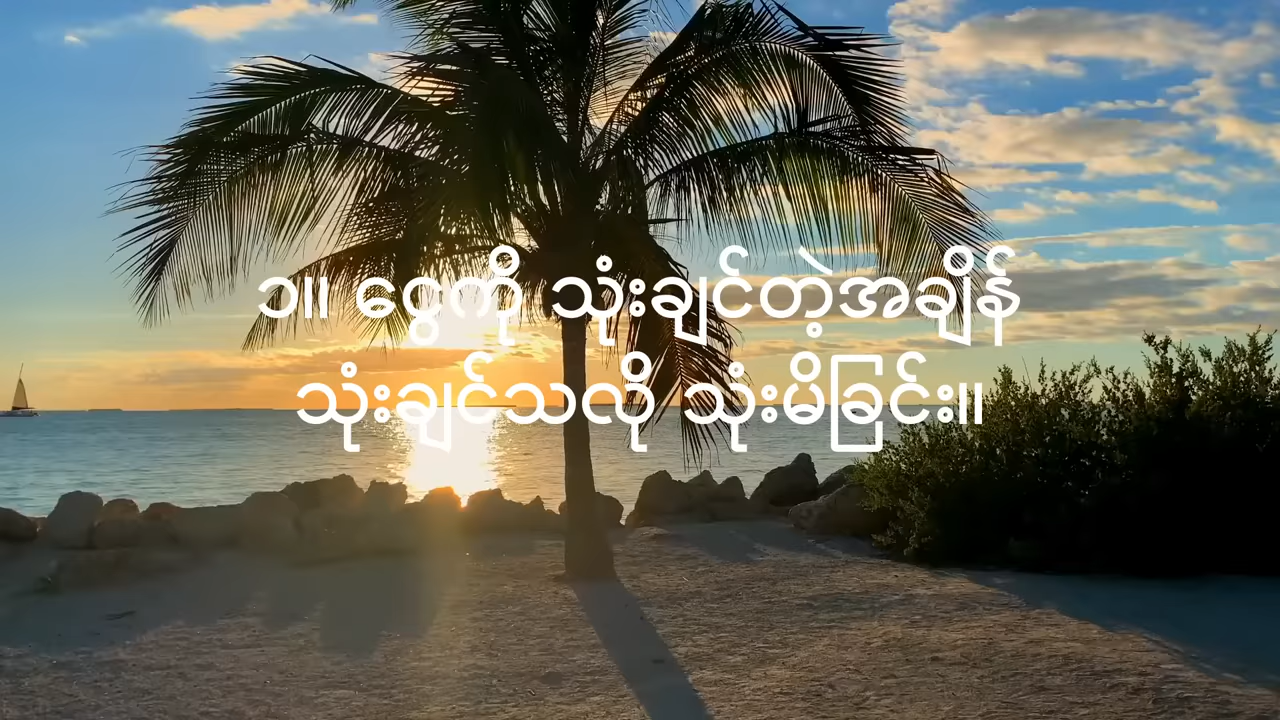 ၁။ ငွေကို သုံးချင်တဲ့အချိန်
သုံးချင်သလို သုံးမိခြင်း။